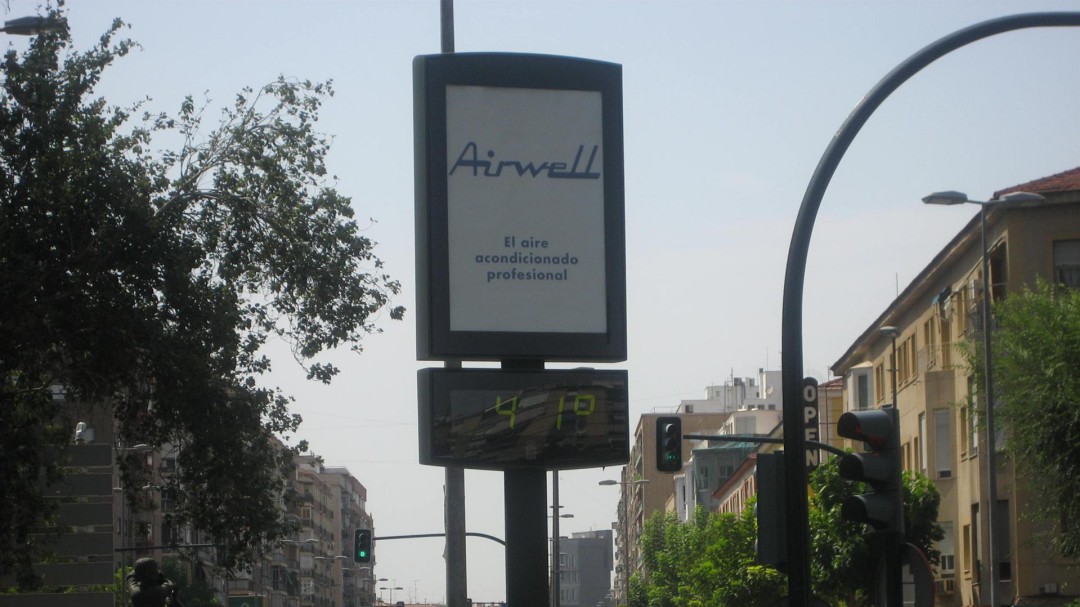 Airwell
El aire
acondicionado
profesional
41º
OPEN